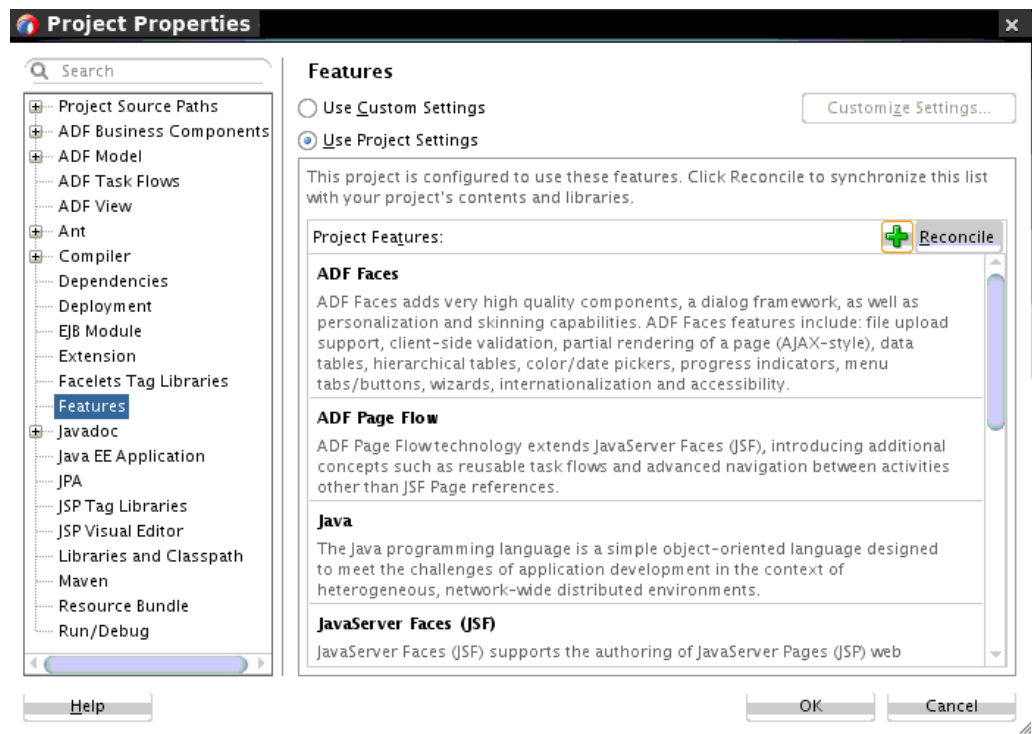 Project Properties
Search
Project Source Paths
ADF Business Components
ADF Model
ADF Task Flows
ADF View
Ant
Compiler
Dependencies
Deployment
EJB Module
Extension
Facelets Tag Libraries
Features
Javadoc
Java EE Application
JPA
JSP Tag Libraries
JSP Visual Editor
Libraries and Classpath
Maven
Resource Bundle
Run/Debug
Features
Use Custom Settings
Customize Settings...
Use Project Settings
This project is configured to use these features. Click Reconcile to synchronize this list
with your project's contents and libraries.
Project Features:
Reconcile
ADF Faces
ADF Faces adds very high quality components, a dialog framework, as well as
personalization and skinning capabilities. ADF Faces features include: file upload
support, client-side validation, partial rendering of a page (AJAX-style), data
tables, hierarchical tables, color/date pickers, progress indicators, menu
tabs/buttons, wizards, internationalization and accessibility.
ADF Page Flow
ADF Page Flow technology extends JavaServer Faces (JSF), introducing additional
concepts such as reusable task flows and advanced navigation between activities
other than JSF Page references.
Java
The Java programming language is a simple object-oriented language designed
to meet the challenges of application development in the context of
heterogeneous, network-wide distributed environments.
JavaServer Faces (JSF)
JavaServer Faces (JSF) supports the authoring of JavaServer Pages (JSP) web
Help
OK
Cancel